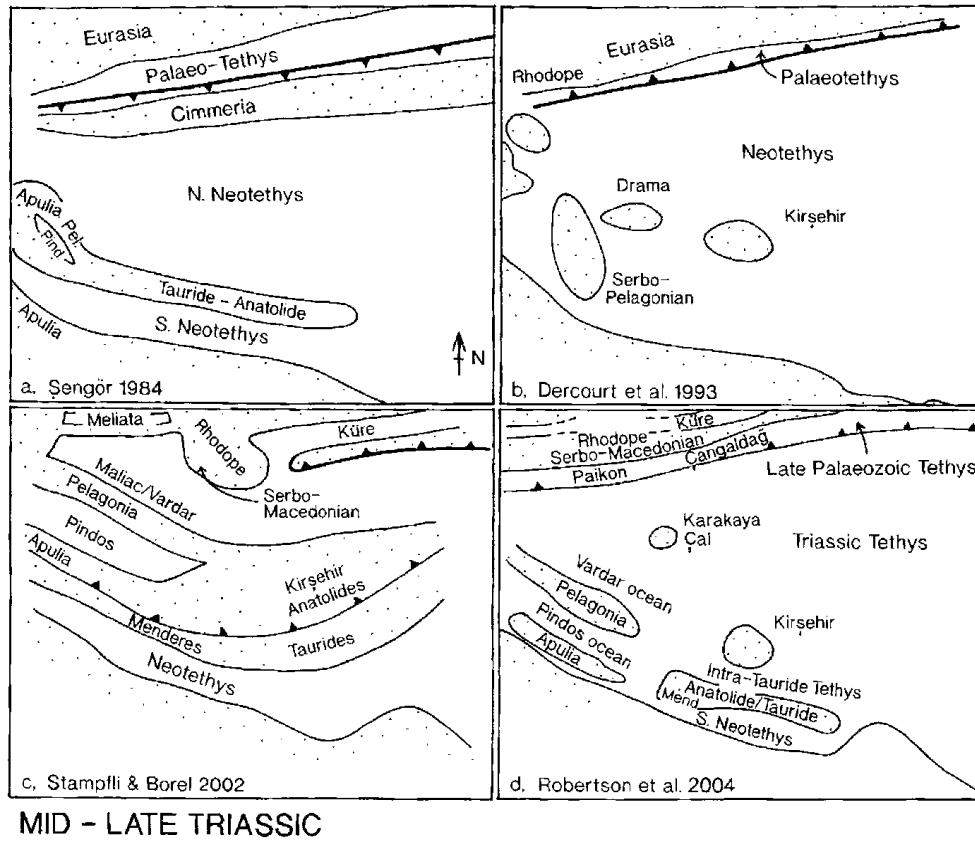 Eurasia
Palaeo-Tethys
Cimmeria
N. Neotethys
Apulia
Pel.
Pind
Tauride - Anatolide
S. Neotethys
Apulia
N
a. Şengör 1984
Eurasia
Rhodope
Palaeotethys
Neotethys
Drama
Kirşehir
Serbo-
Pelagonian
b. Dercourt et al. 1993
Meliata
Rhodope
Küre
Maliac/Vardar
Serbo-
Macedonian
Pelagonia
Pindos
Apulia
Kirşehir
Anatolides
Menderes
Taurides
Neotethys
c. Stampfli & Borel 2002
Küre
Rhodope
Serbo-Macedonian
Çangaldağ
Paikon
Late Palaeozoic Tethys
Karakaya
Çal
Triassic Tethys
Vardar ocean
Pelagonia
Kirşehir
Pindos ocean
Apulia
Intra-Tauride Tethys
Anatolide/Tauride
Mend
S. Neotethys
d. Robertson et al. 2004
MID - LATE TRIASSIC